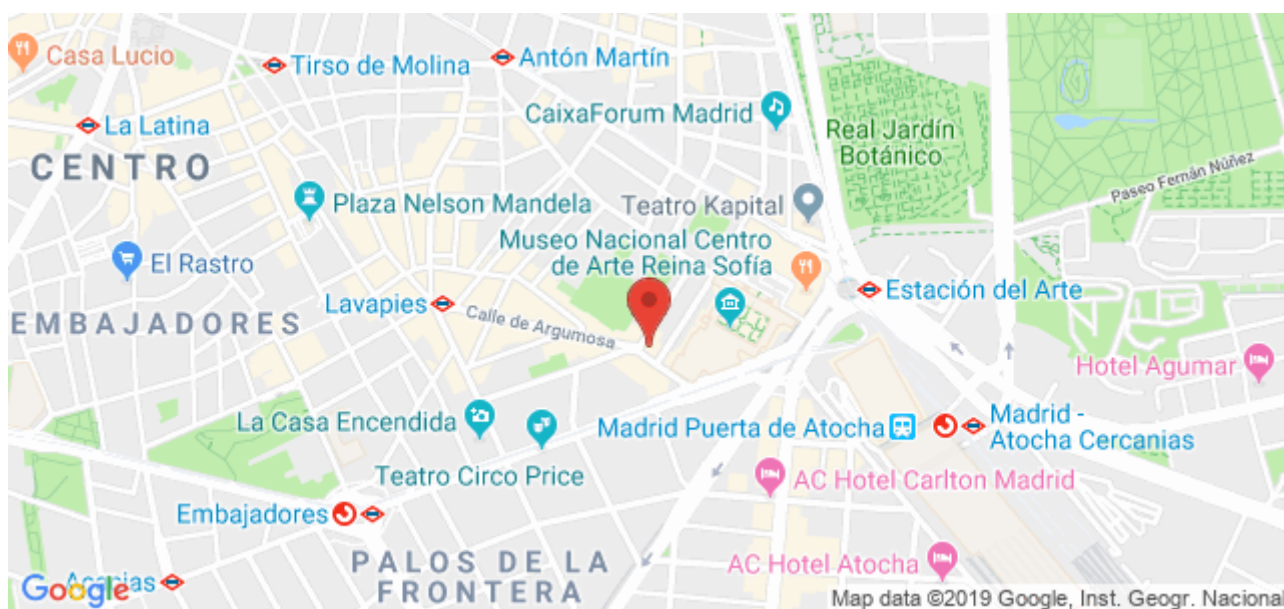 Casa Lucio
Tirso de Molina
Antón Martín
CaixaForum Madrid
La Latina
CENTRO
Real Jardín
Botánico
Paseo Fernán Núñez
Plaza Nelson Mandela
Teatro Kapital
El Rastro
Museo Nacional Centro
de Arte Reina Sofía
Estación del Arte
Lavapies
Calle de Argumosa
EMBAJADORES
Hotel Agumar
La Casa Encendida
Madrid Puerta de Atocha
Madrid -
Atocha Cercanias
Teatro Circo Price
AC Hotel Carlton Madrid
Embajadores
PALOS DE LA
FRONTERA
AC Hotel Atocha
Google
Map data ©2019 Google, Inst. Geogr. Naciona